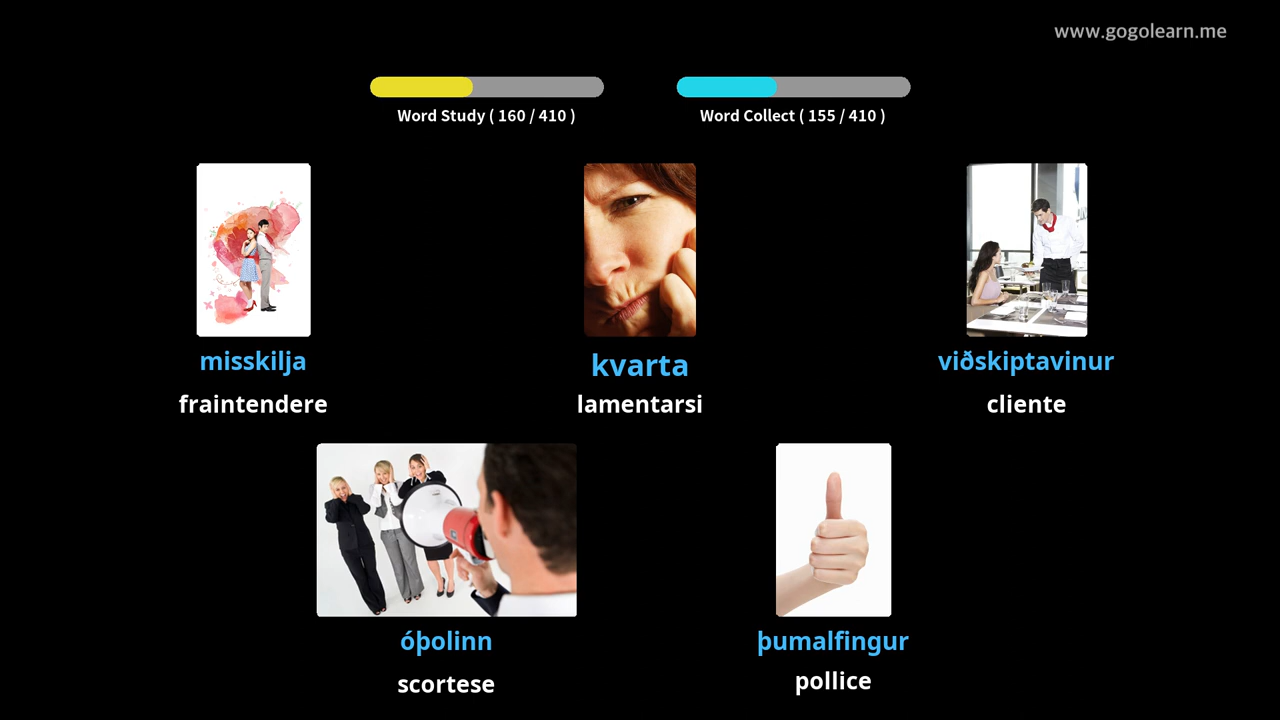 www.gogolearn.me
Word Study ( 160 / 410 )
Word Collect ( 155 / 410 )
misskilja
fraintendere
kvarta
lamentarsi
viðskiptavinur
cliente
óþolinn
scortese
þumalfingur
pollice